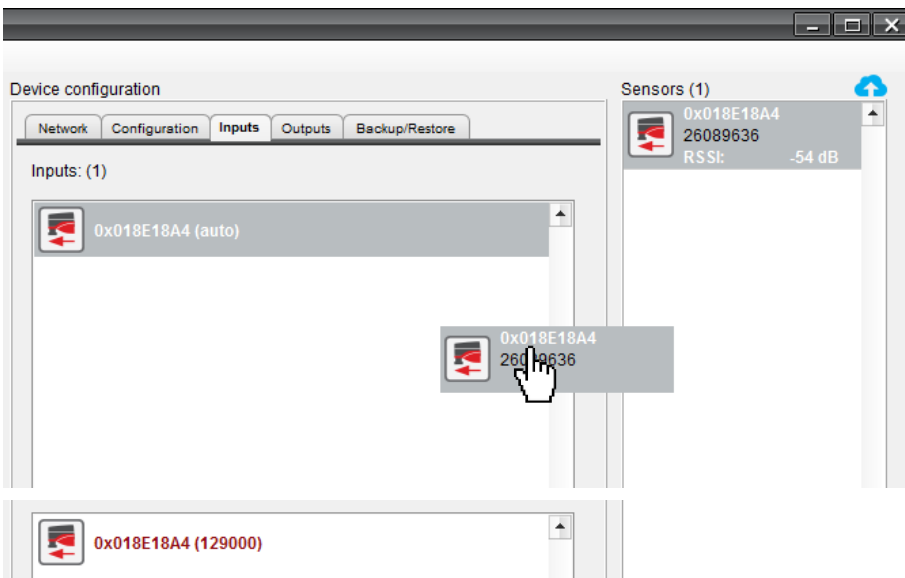 Device configuration
Network Configuration Inputs Outputs Backup/Restore
Inputs: (1)
0x018E18A4 (auto)
Sensors (1)
0x018E18A4
26089636
RSSI: -54 dB
0x018E18A4
26089636
0x018E18A4 (129000)